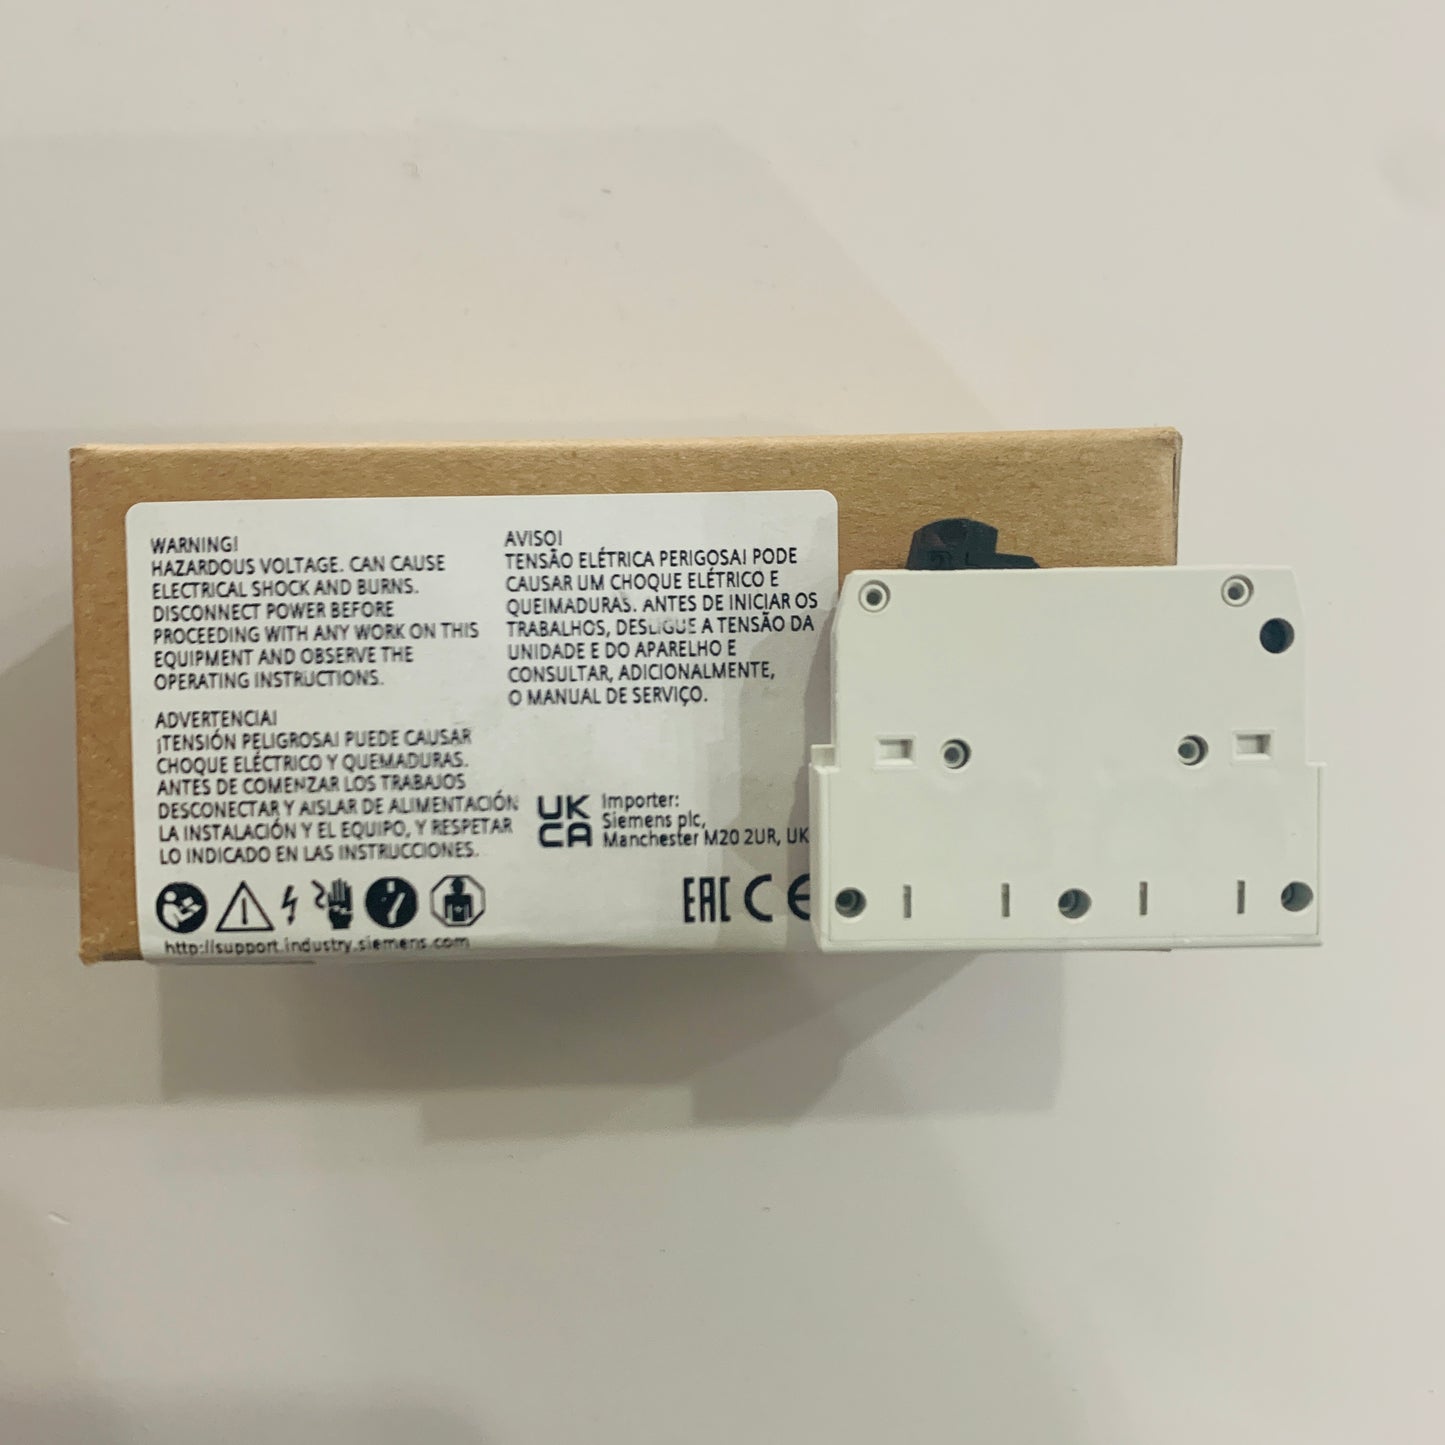 WARNING!
HAZARDOUS VOLTAGE. CAN CAUSE
ELECTRICAL SHOCK AND BURNS.
DISCONNECT POWER BEFORE
PROCEEDING WITH ANY WORK ON THIS
EQUIPMENT AND OBSERVE THE
OPERATING INSTRUCTIONS.
ADVERTENCIA!
¡TENSIÓN PELIGROSA! PUEDE CAUSAR
CHOQUE ELÉCTRICO Y QUEMADURAS.
ANTES DE COMENZAR LOS TRABAJOS
DESCONECTAR Y AISLAR DE ALIMENTACIÓN
LA INSTALACIÓN Y EL EQUIPO, Y RESPETAR
LO INDICADO EN LAS INSTRUCCIONES.
AVISO!
TENSÃO ELÉTRICA PERIGOSA! PODE
CAUSAR UM CHOQUE ELÉTRICO E
QUEIMADURAS. ANTES DE INICIAR OS
TRABALHOS, DESLIGUE A TENSÃO DA
UNIDADE E DO APARELHO E
CONSULTAR, ADICIONALMENTE,
O MANUAL DE SERVIÇO.
UK
CA
Importer:
Siemens plc,
Manchester M20 2UR, UK
EAC CE
http://support.industry.siemens.com